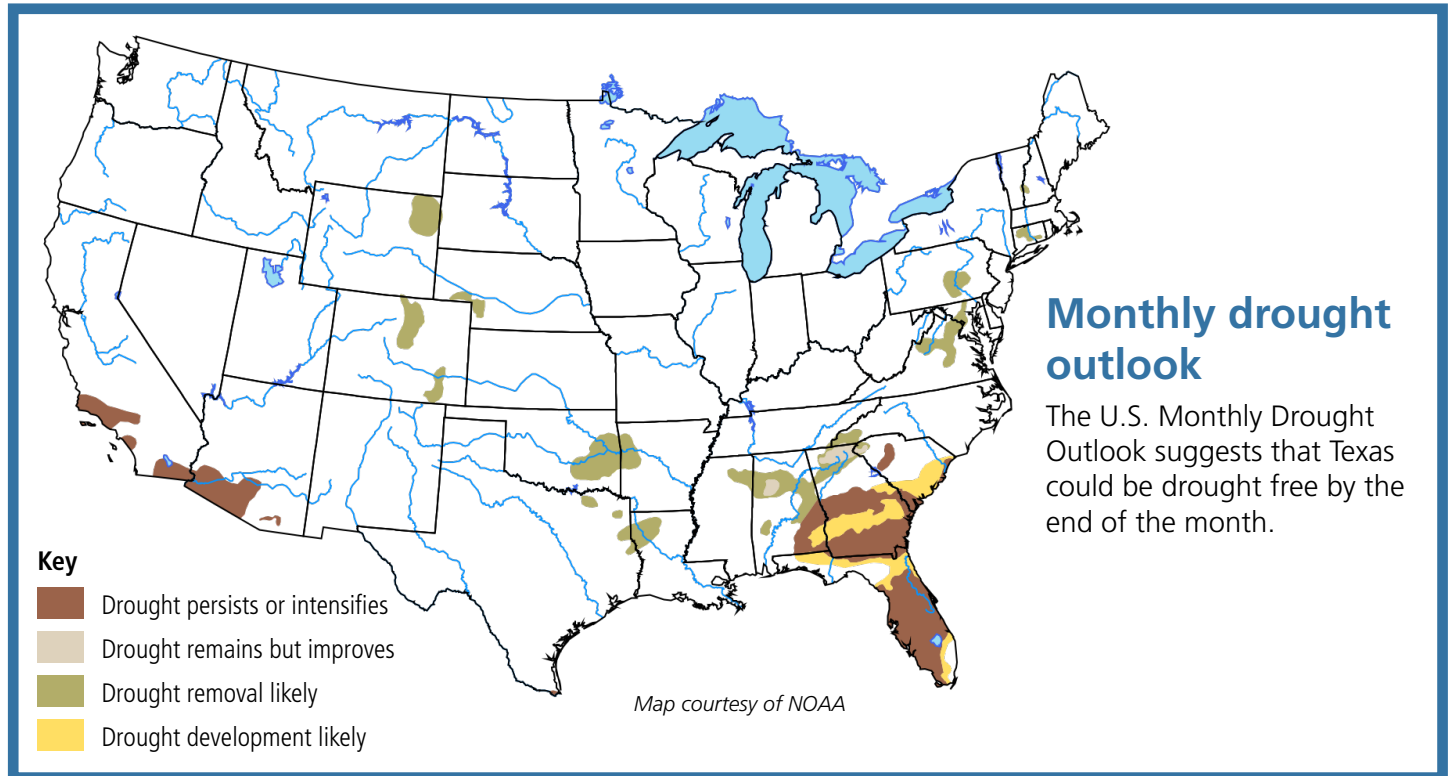 Monthly drought
outlook
The U.S. Monthly Drought
Outlook suggests that Texas
could be drought free by the
end of the month.
Key
Drought persists or intensifies
Drought remains but improves
Drought removal likely
Drought development likely
Map courtesy of NOAA